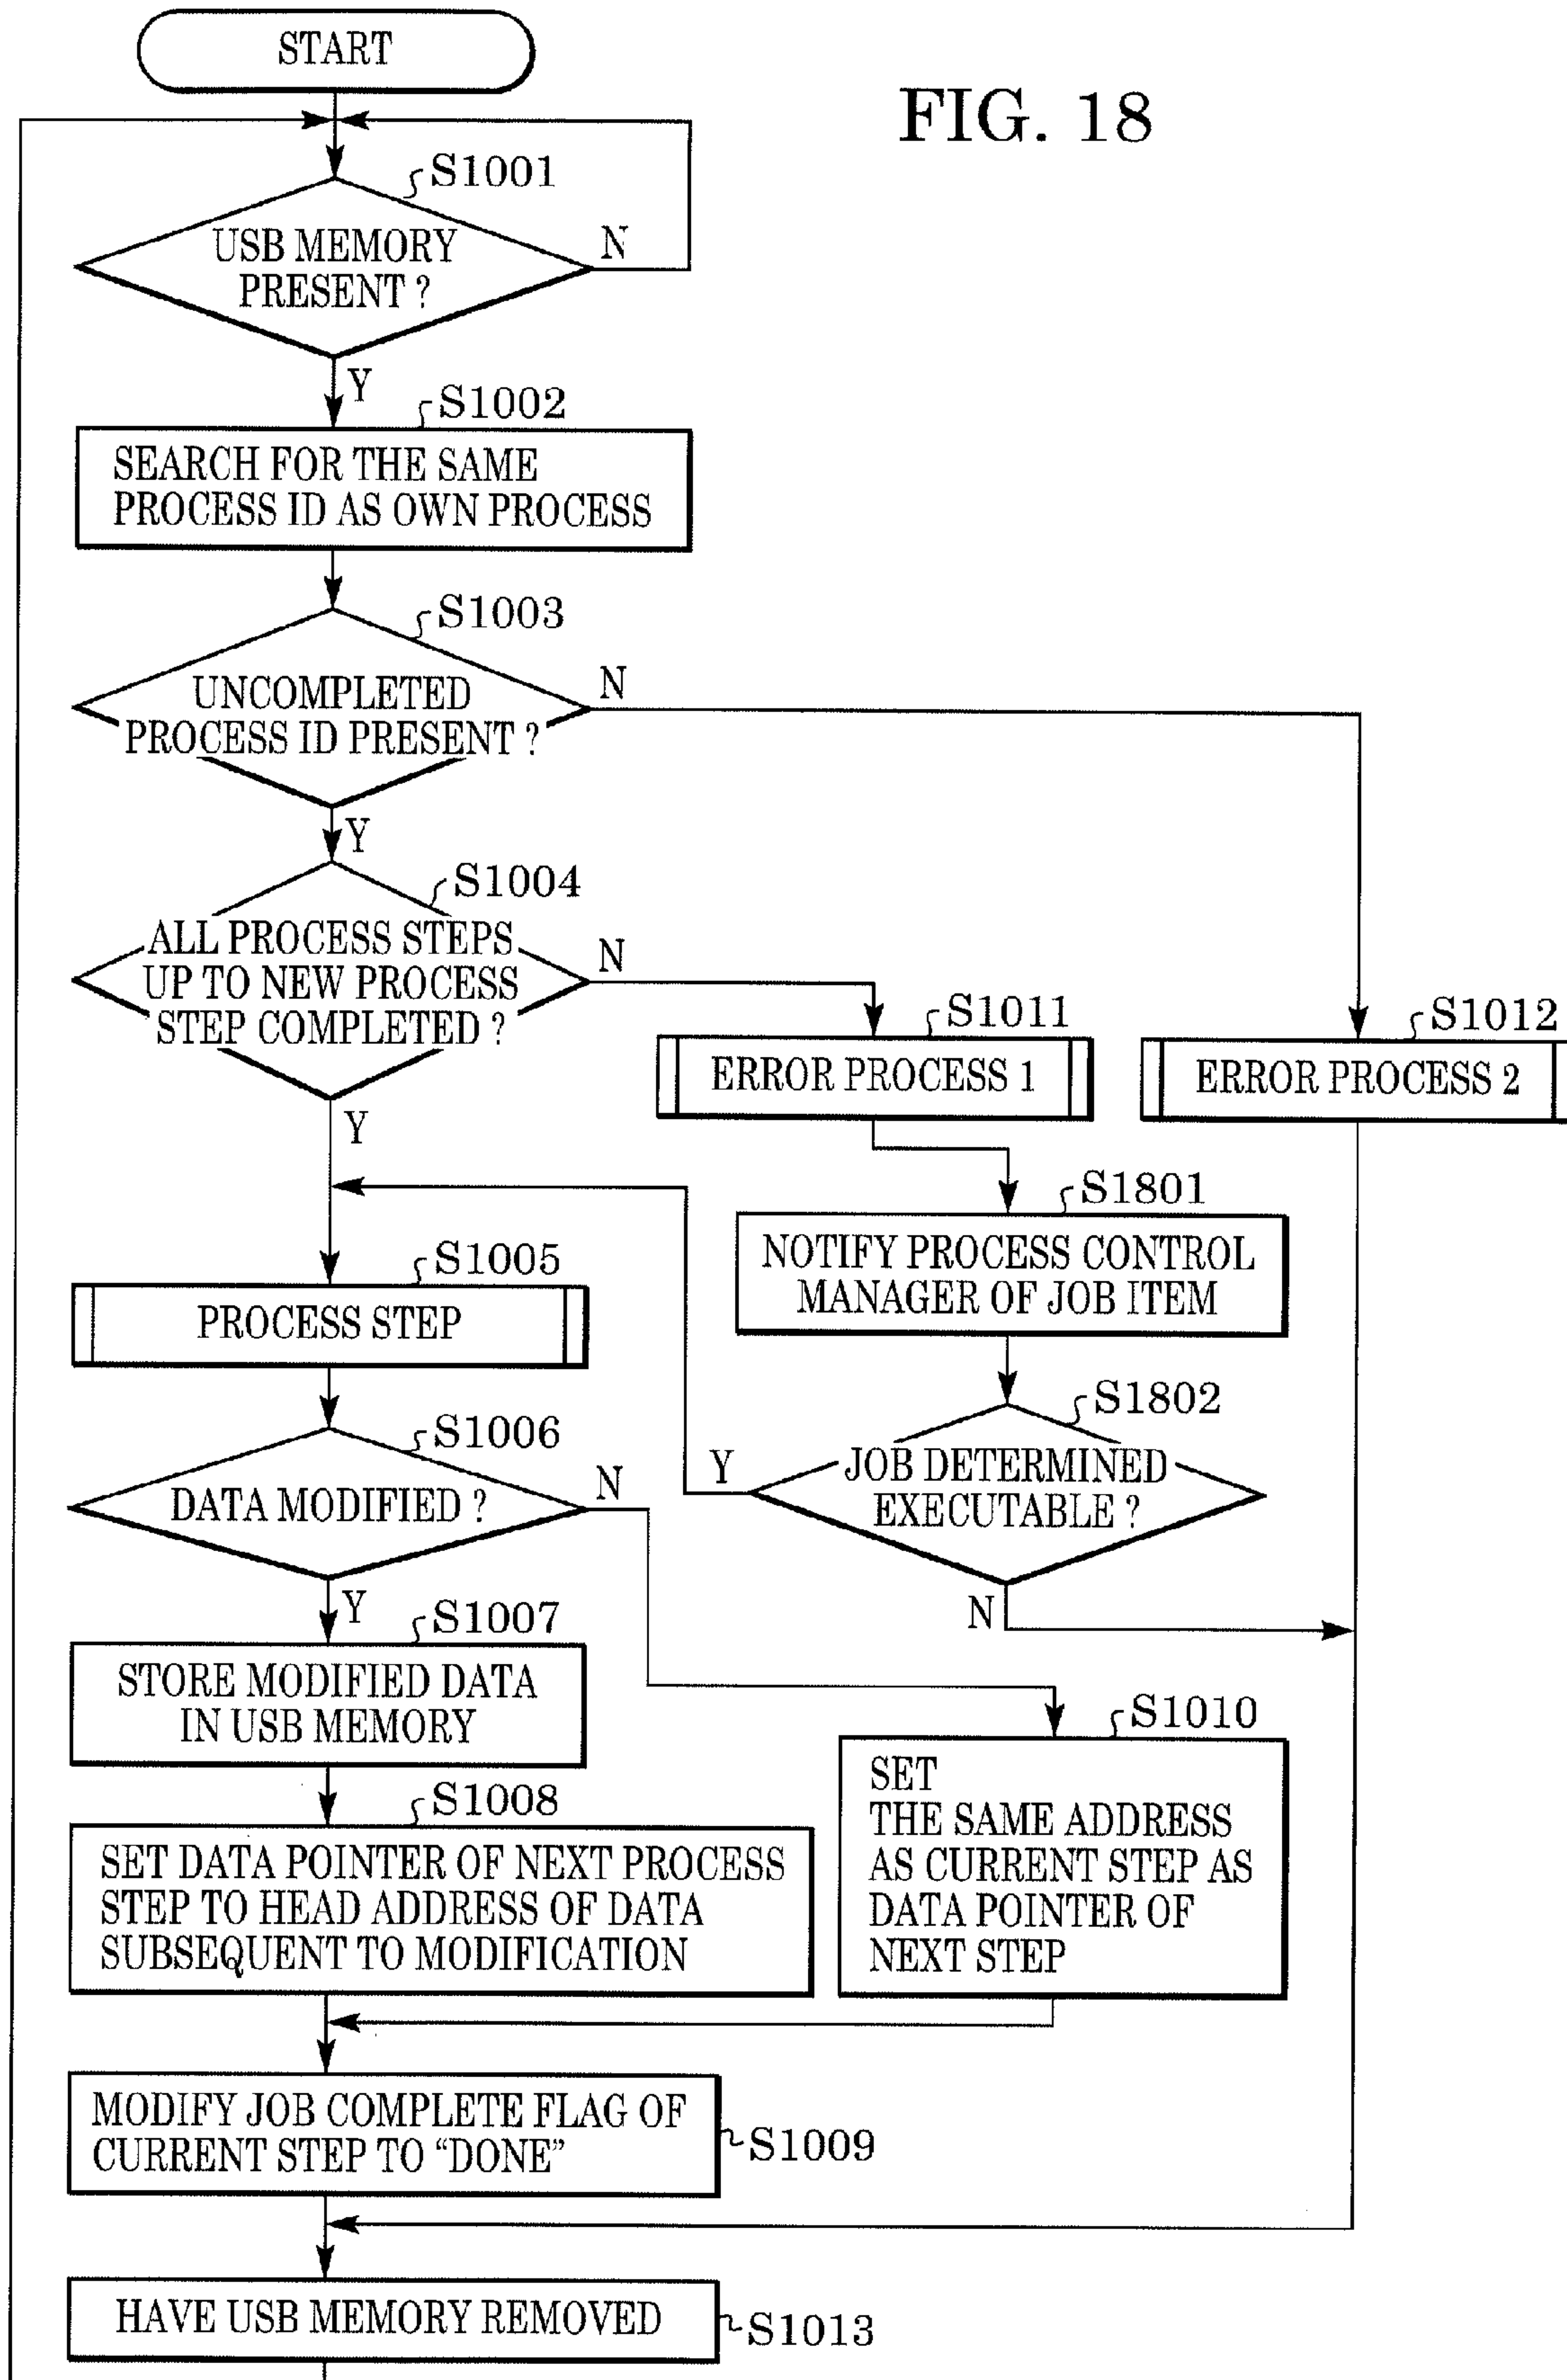 START
FIG. 18
S1001
USB MEMORY
PRESENT ?
N
Y
S1002
SEARCH FOR THE SAME
PROCESS ID AS OWN PROCESS
S1003
UNCOMPLETED
PROCESS ID PRESENT ?
N
Y
S1004
ALL PROCESS STEPS
UP TO NEW PROCESS
STEP COMPLETED ?
N
Y
S1011
ERROR PROCESS 1
S1012
ERROR PROCESS 2
S1801
NOTIFY PROCESS CONTROL
MANAGER OF JOB ITEM
S1005
PROCESS STEP
S1802
JOB DETERMINED
EXECUTABLE ?
Y
N
S1006
DATA MODIFIED ?
N
Y
S1007
STORE MODIFIED DATA
IN USB MEMORY
S1010
SET
THE SAME ADDRESS
AS CURRENT STEP AS
DATA POINTER OF
NEXT STEP
S1008
SET DATA POINTER OF NEXT PROCESS
STEP TO HEAD ADDRESS OF DATA
SUBSEQUENT TO MODIFICATION
MODIFY JOB COMPLETE FLAG OF
CURRENT STEP TO “DONE”
S1009
HAVE USB MEMORY REMOVED
S1013